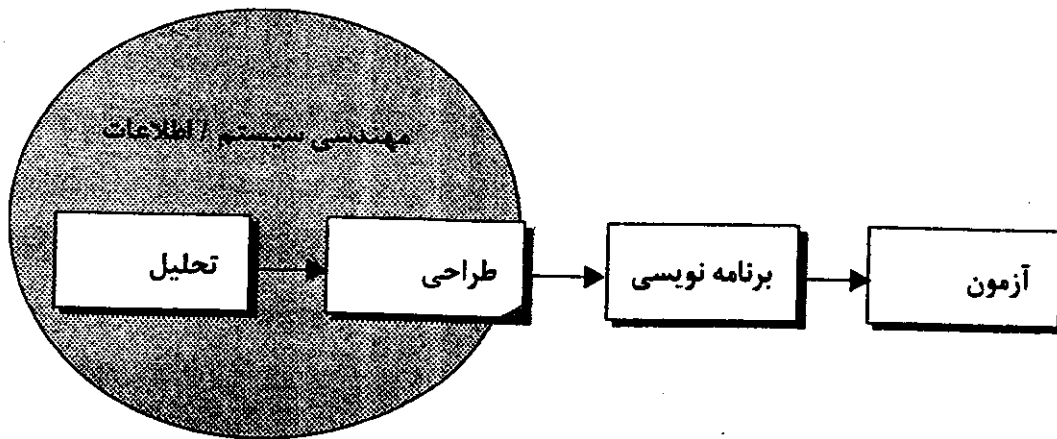 مهندسی سیستم / اطلاعات
تحلیل
طراحی
برنامه نویسی
آزمون